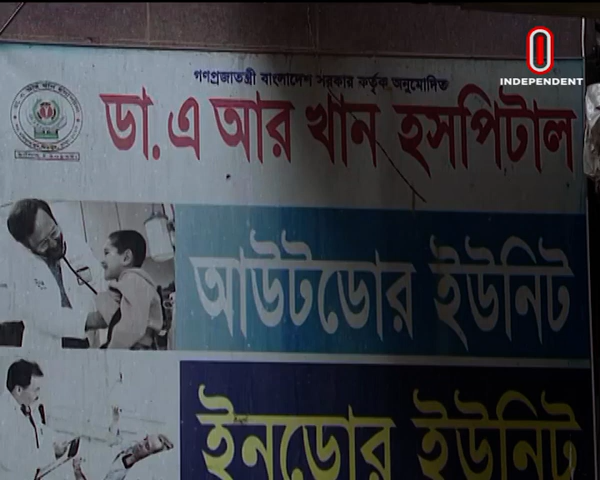 INDEPENDENT
গণপ্রজাতন্ত্রী বাংলাদেশ সরকার কর্তৃক অনুমোদিত
ডা. এ আর খান হসপিটাল
আউটডোর ইউনিট
ইনডোর ইউনিট